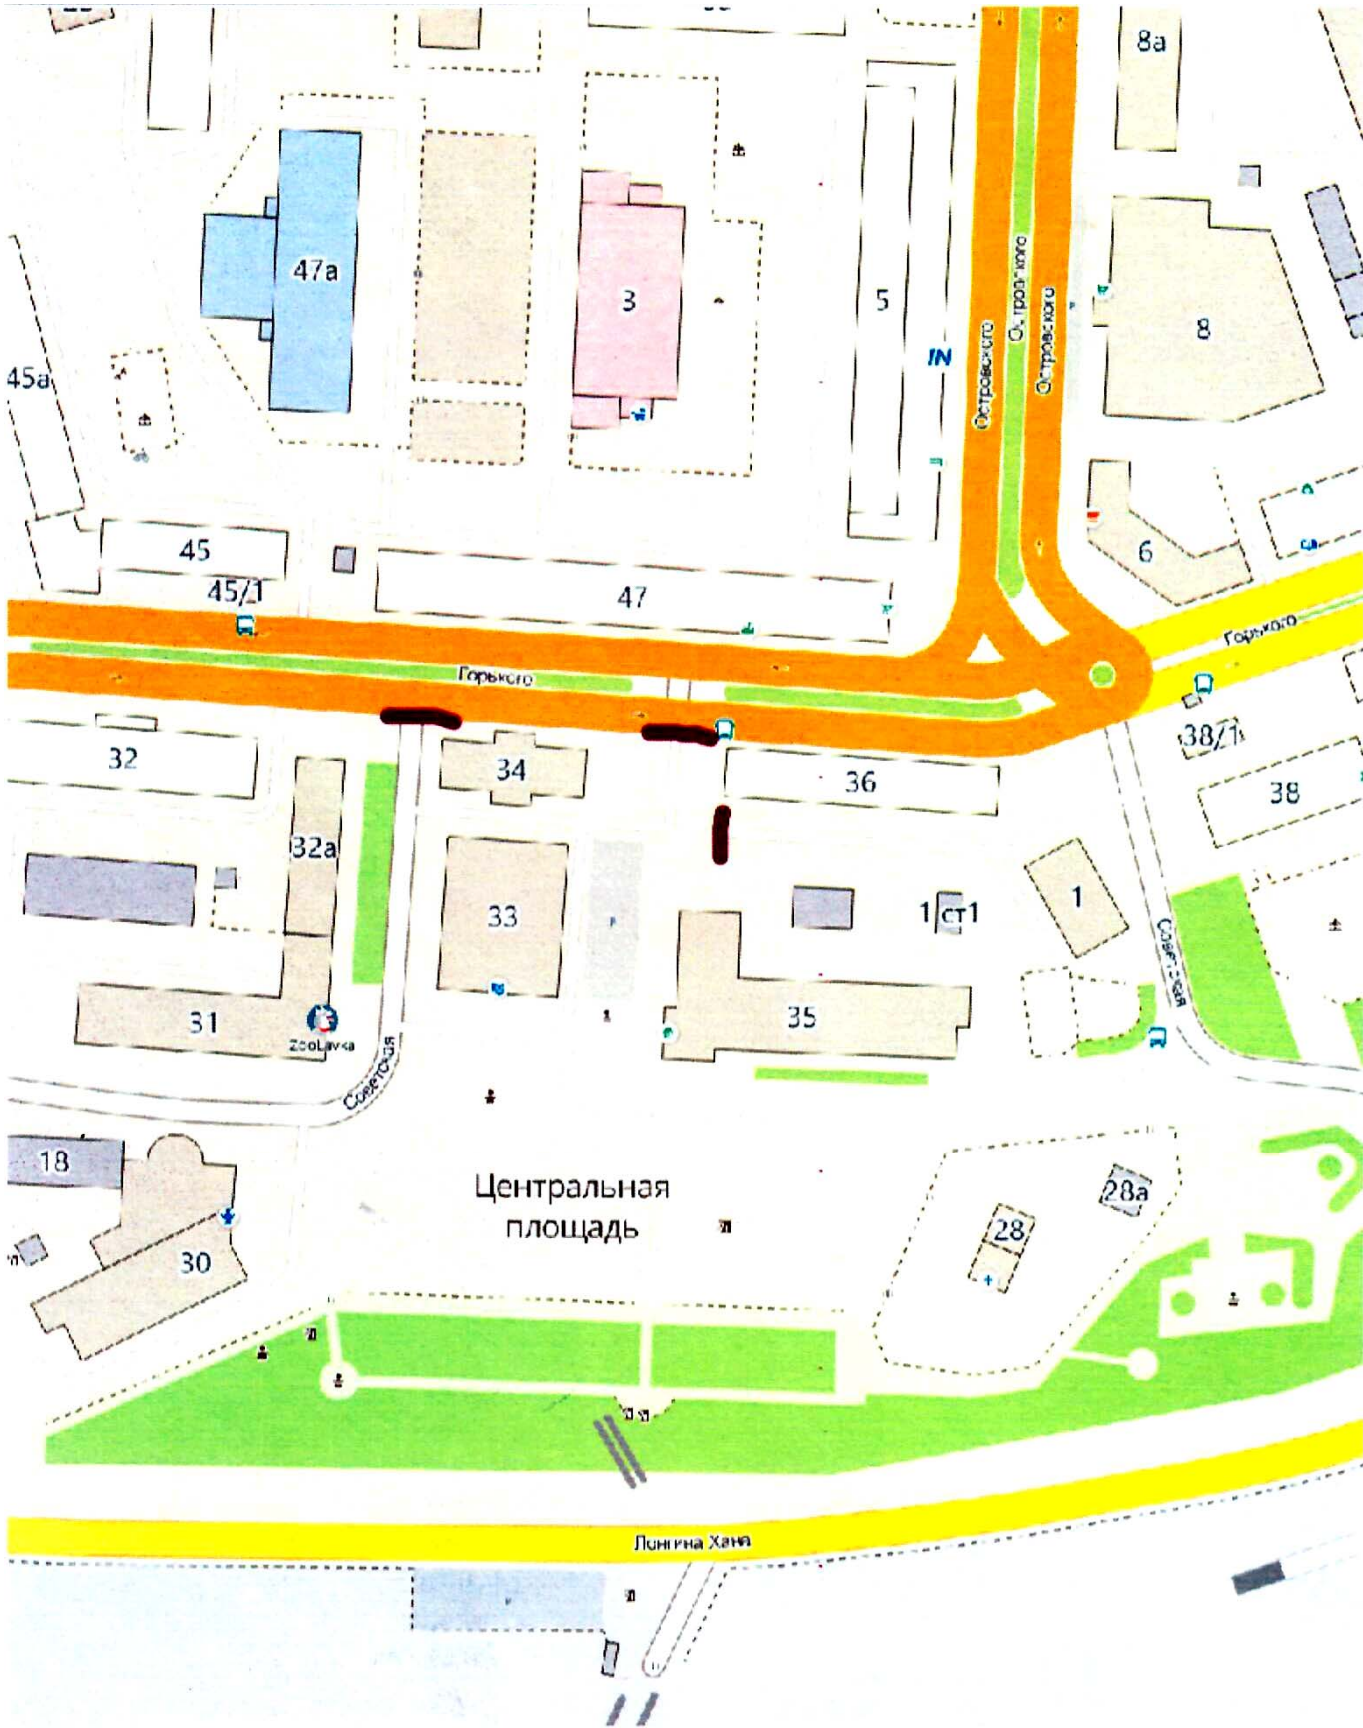 8а
47а
3
5
8
Островского
Островского
Островского
IN
45а
6
45
45/1
47
Горького
Горького
32
34
36
38/1
38
32а
33
1 ст1
1
Советская
31
ZooLavka
35
Советская
18
Центральная
площадь
28а
28
30
Лонгина Хана